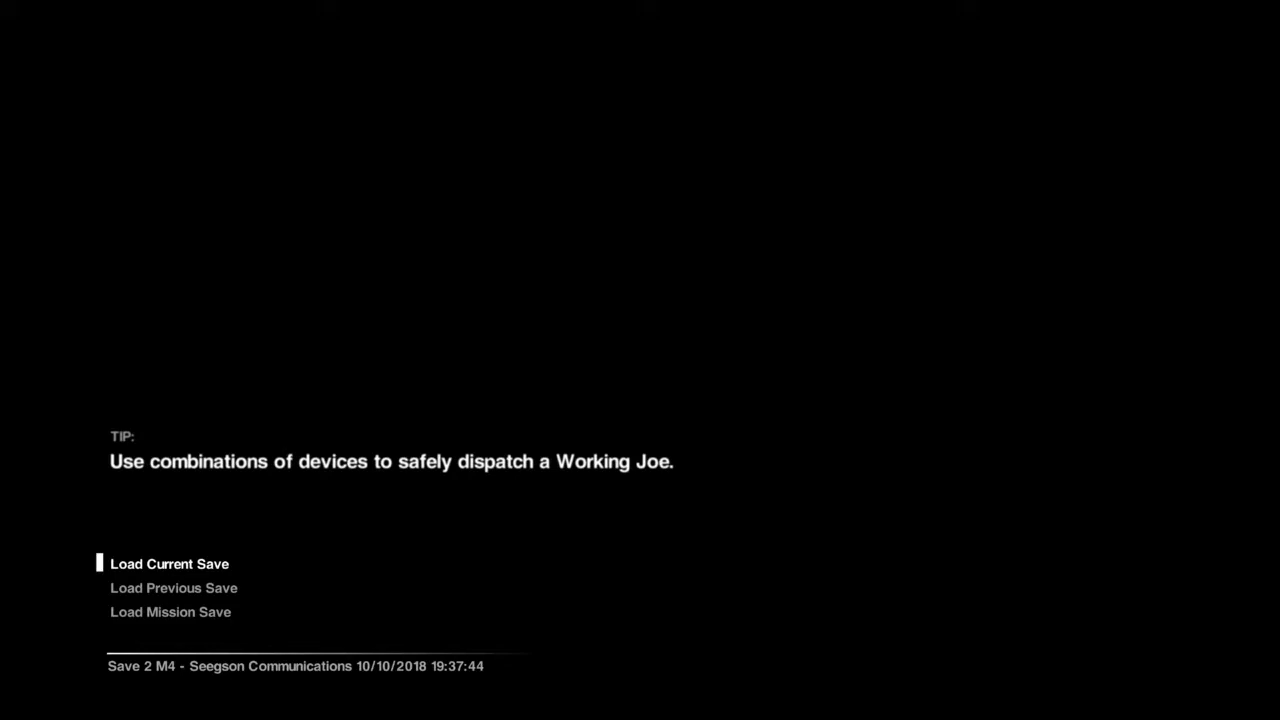 TIP:
Use combinations of devices to safely dispatch a Working Joe.
Load Current Save
Load Previous Save
Load Mission Save
Save 2 M4 - Seegson Communications 10/10/2018 19:37:44